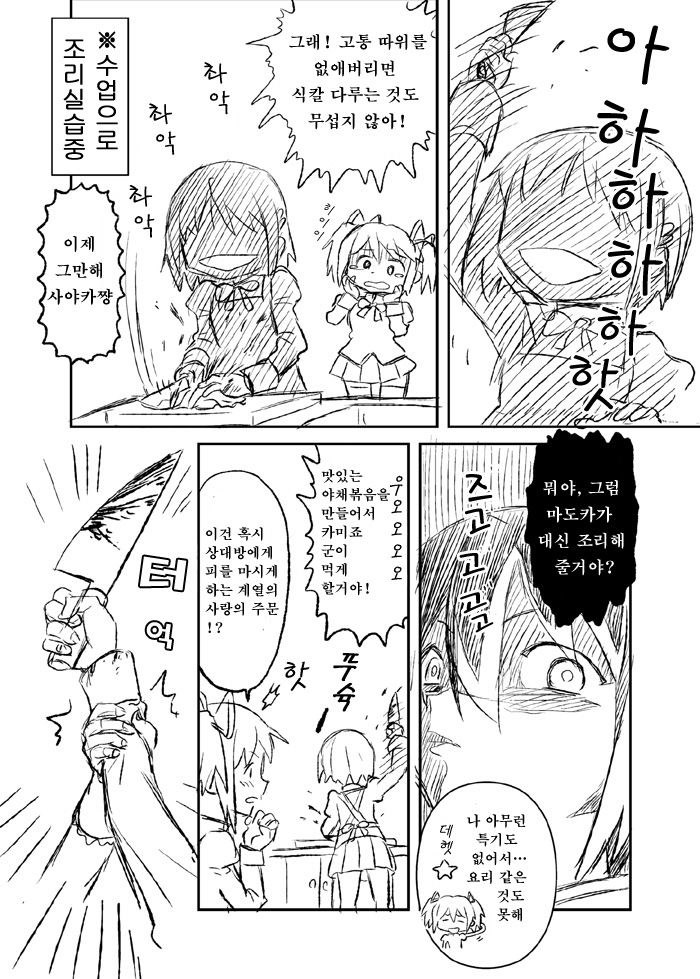 아
하
하
하
하
하
핫
그래! 고통 따위를
없애버리면
식칼 다루는 것도
무섭지 않아!
※수업으로
조리실습중
촤
악
촤
악
촤
악
이제
그만해
사야카쨩
뭐야, 그럼
마도카가
대신 조리해
줄거야?
즈
고
고
고
나 아무런
특기도
없어서…
요리 같은
것도
못해
데헷☆
우오오오오오
맛있는
야채볶음을
만들어서
카미죠
군이
먹게
할거야!
푸슉
핫
이건 혹시
상대방에게
피를 마시게
하는 계열의
사랑의 주문
!?
터
억